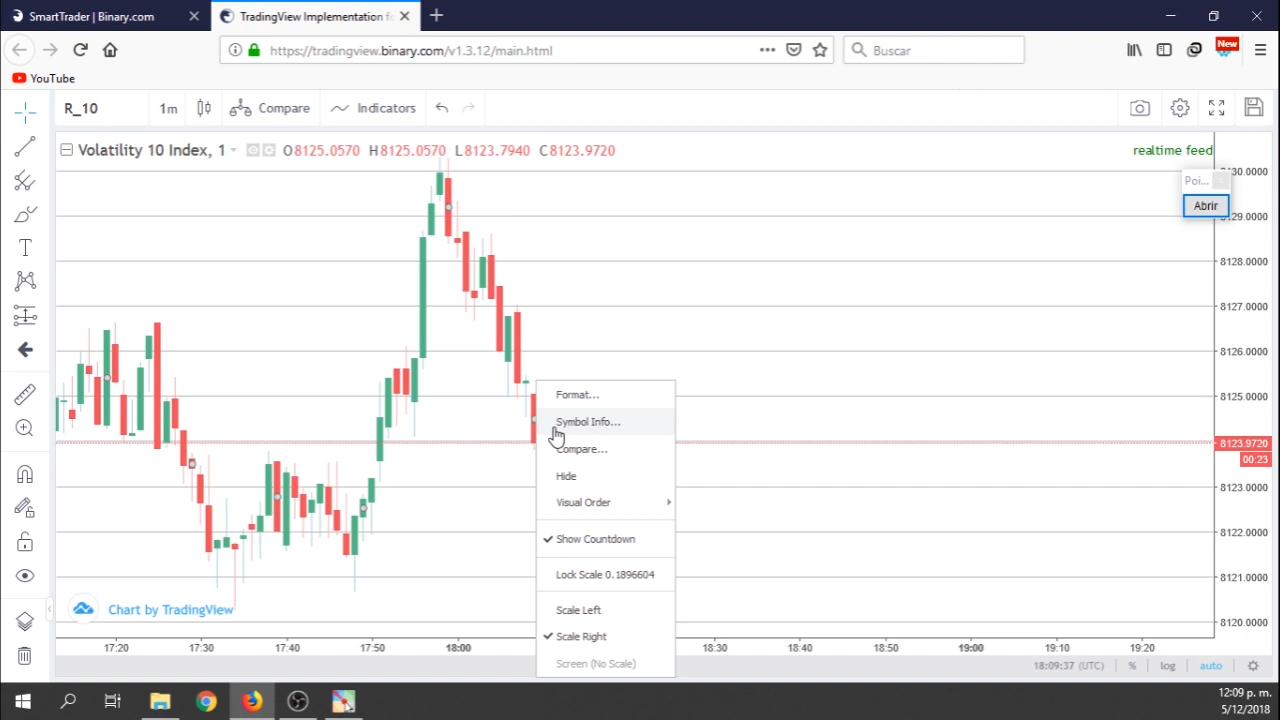 SmartTrader | Binary.com
TradingView Implementation f
https://tradingview.binary.com/v1.3.12/main.html
Buscar
New
YouTube
R_10
1m
Compare
Indicators
Volatility 10 Index, 1
O8125.0570 H8125.0570 L8123.7940 C8123.9720
realtime feed
Poi...
Abrir
8130.0000
8129.0000
8128.0000
8127.0000
8126.0000
8125.0000
8123.9720
00:23
8123.0000
8122.0000
8121.0000
8120.0000
Format...
Symbol Info...
Compare...
Hide
Visual Order
Show Countdown
Lock Scale 0.1896604
Scale Left
Scale Right
Screen (No Scale)
Chart by TradingView
17:20 17:30 17:40 17:50 18:00 18:30 18:40 18:50 19:00 19:10 19:20
18:09:37 (UTC) % log auto
12:09 p. m.
5/12/2018